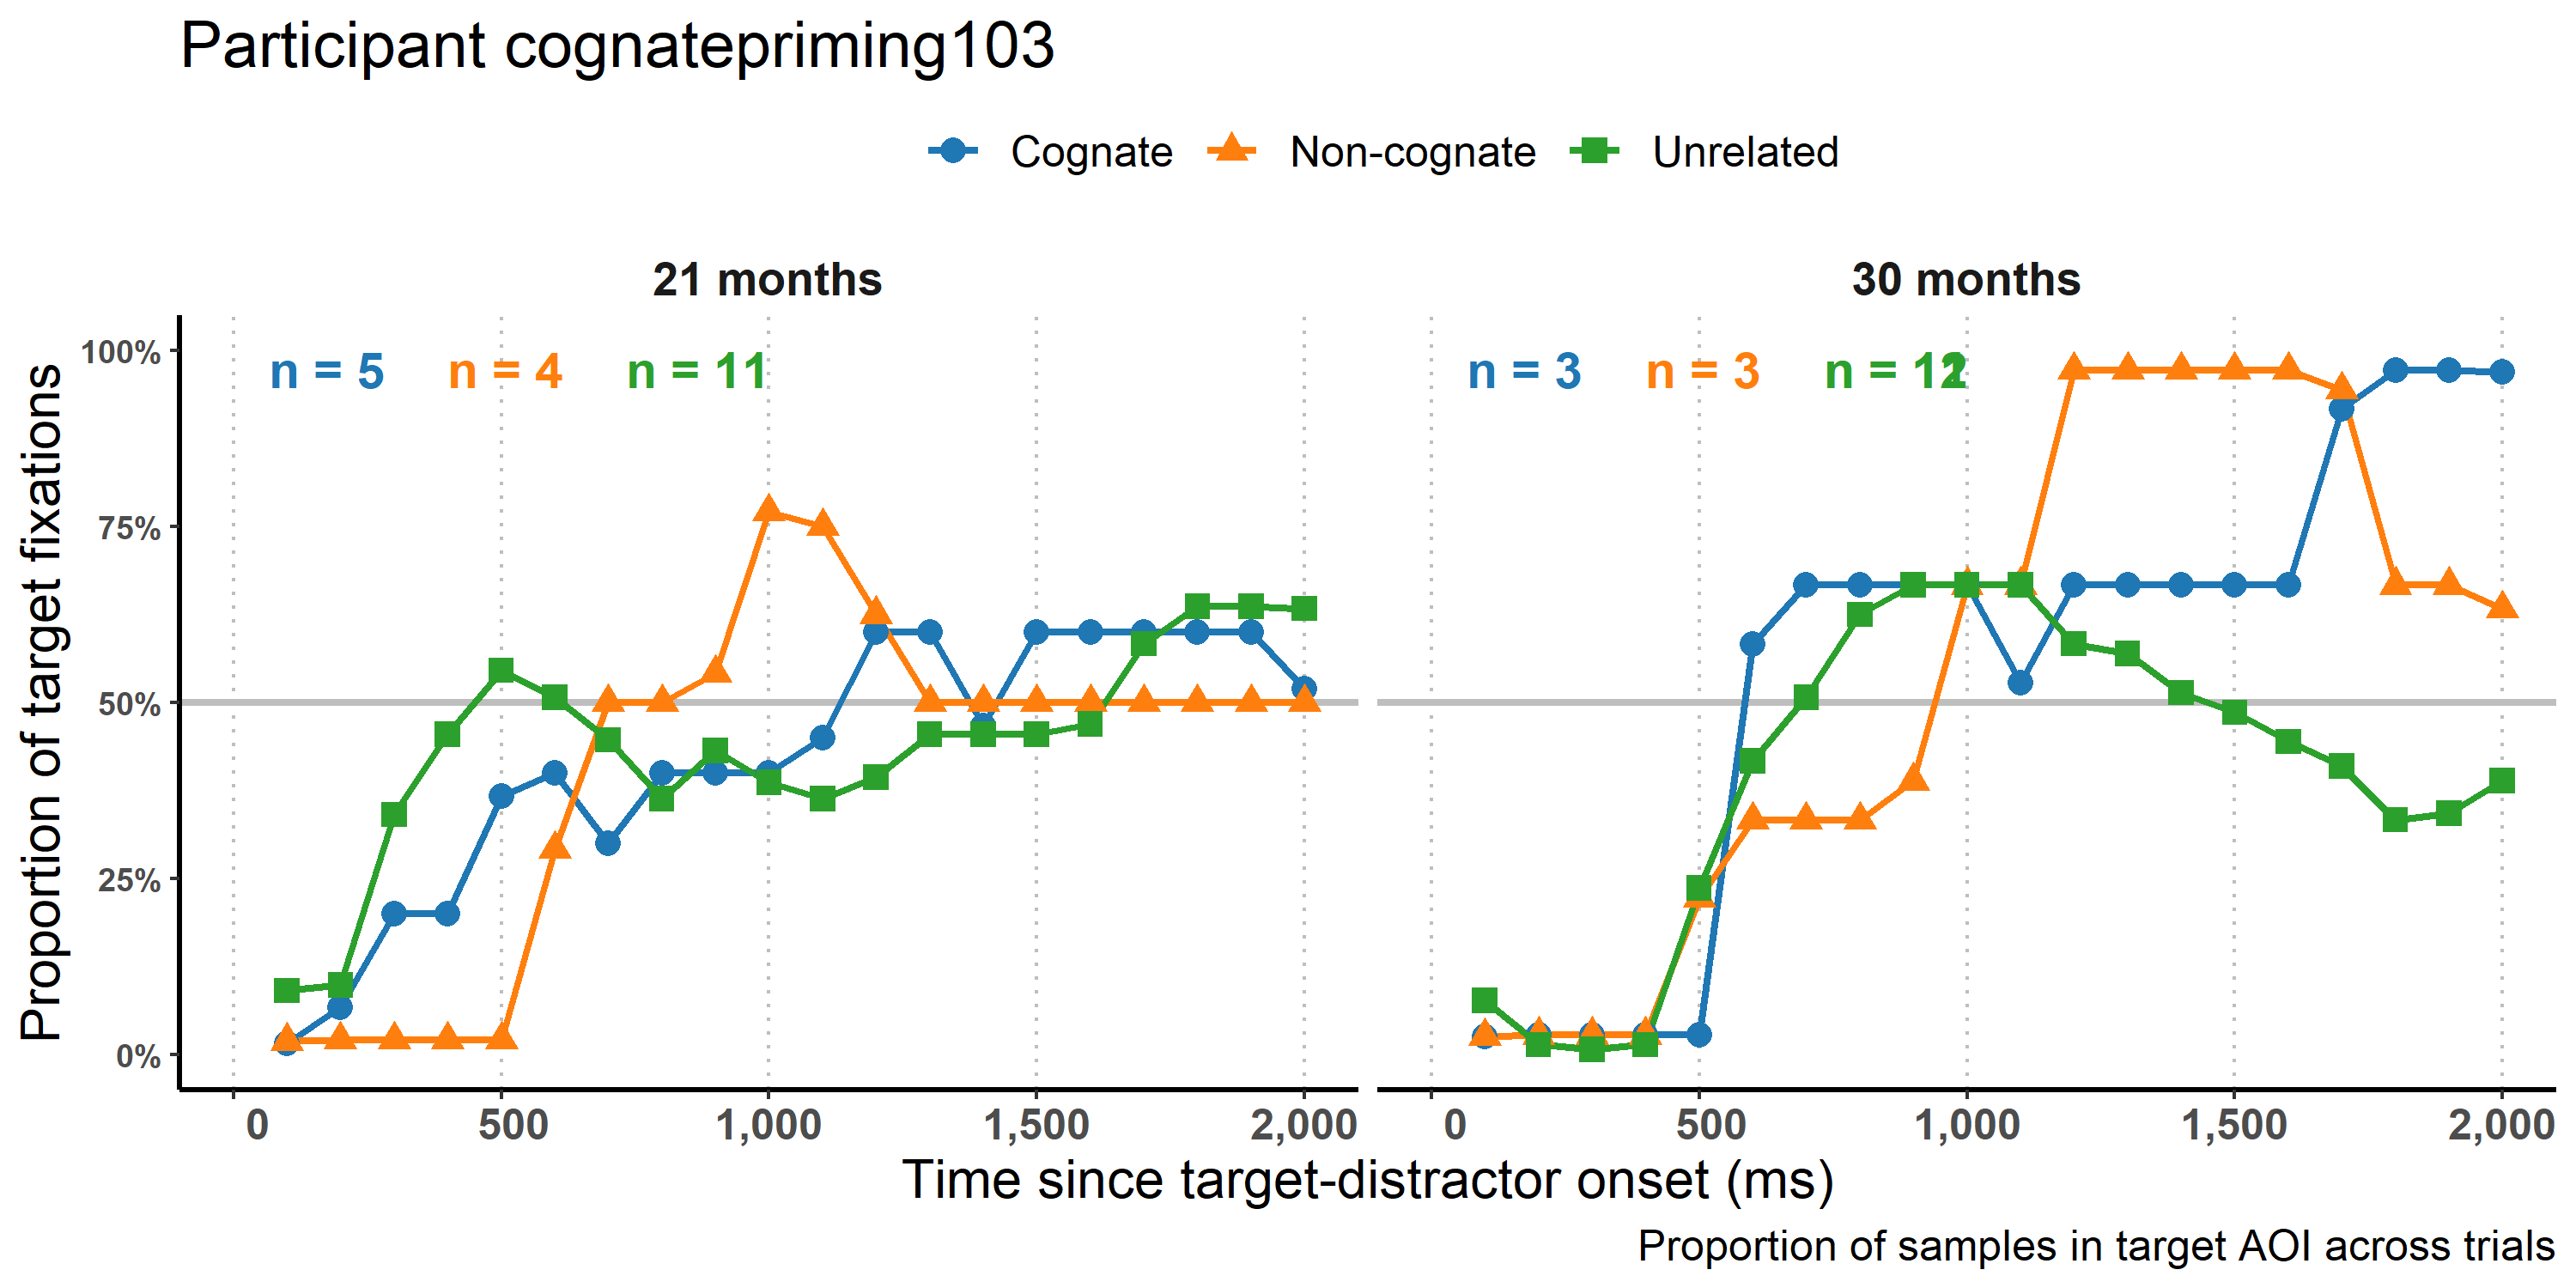 Participant cognatepriming103
Cognate Non-cognate Unrelated
21 months 30 months
Proportion of target fixations
100%
75%
50%
25%
0%
n = 5 n = 4 n = 11
n = 3 n = 3
0 500 1,000 1,500 2,000
0 500 1,000 1,500 2,000
Time since target-distractor onset (ms)
Proportion of samples in target AOI across trials